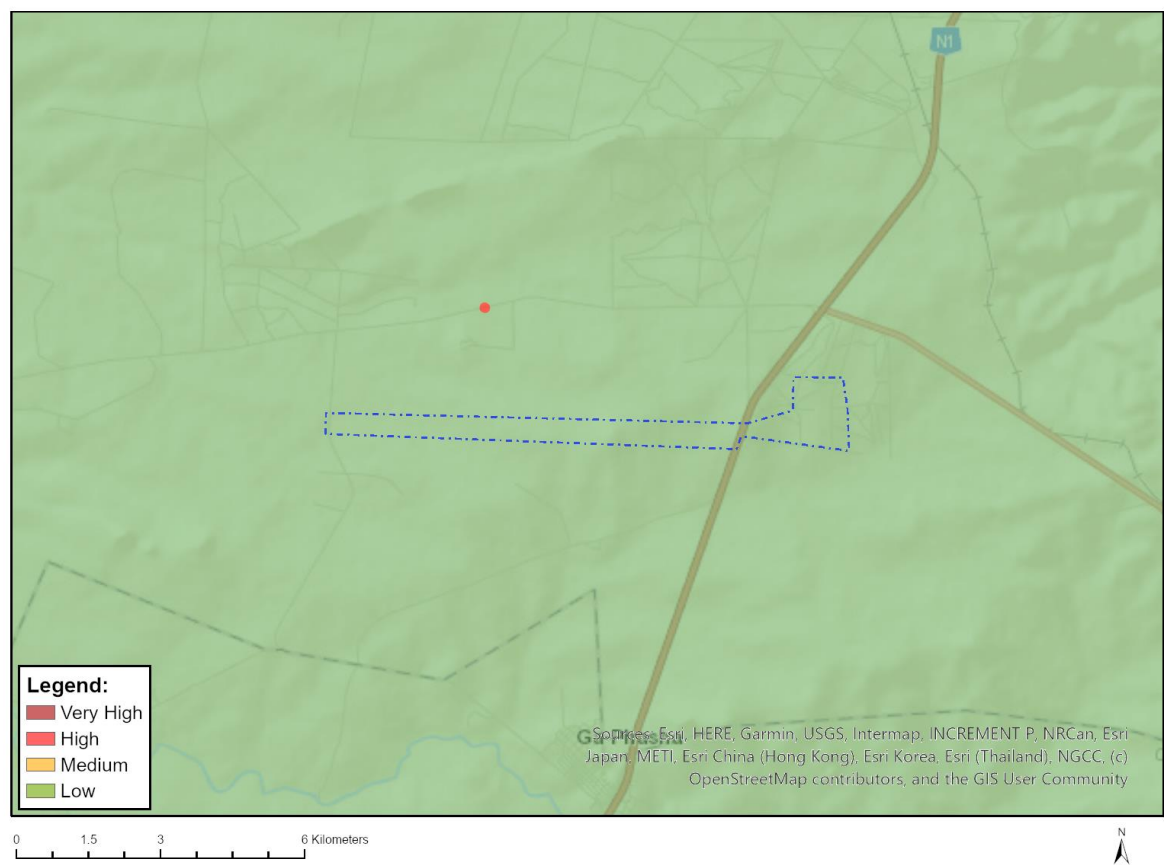 N1
Legend:
Very High
High
Medium
Low
Sources: Esri, HERE, Garmin, USGS, Intermap, INCREMENT P, NRCan, Esri
Japan, METI, Esri China (Hong Kong), Esri Korea, Esri (Thailand), NGCC, (c)
OpenStreetMap contributors, and the GIS User Community
0 1.5 3 6 Kilometers
N